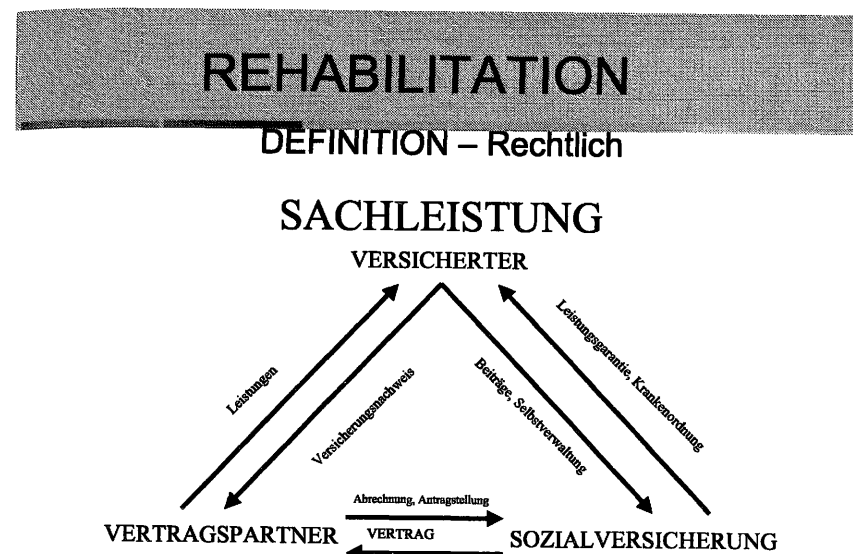 REHABILITATION
DEFINITION – Rechtlich
SACHLEISTUNG
VERSICHERTER
Leistungen
Versicherungsnachweis
Beiträge, Selbstverwaltung
Leistungsgarantie, Krankenordnung
Abrechnung, Antragstellung
VERTRAGSPARTNER
VERTRAG
SOZIALVERSICHERUNG